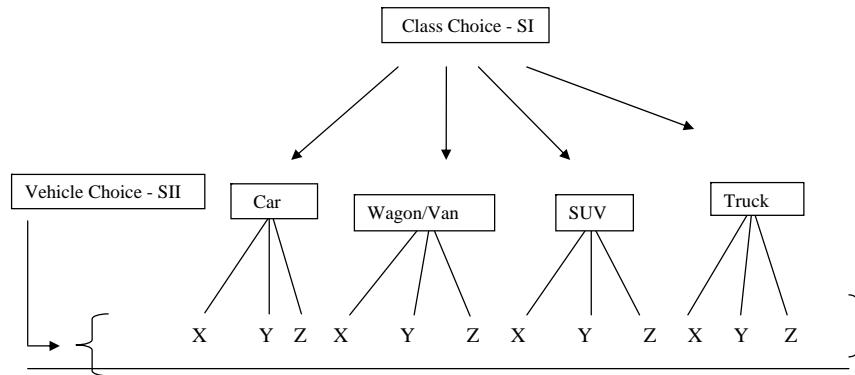 Class Choice - SI
Vehicle Choice - SII
Car
Wagon/Van
SUV
Truck
X Y Z X Y Z X Y Z X Y Z